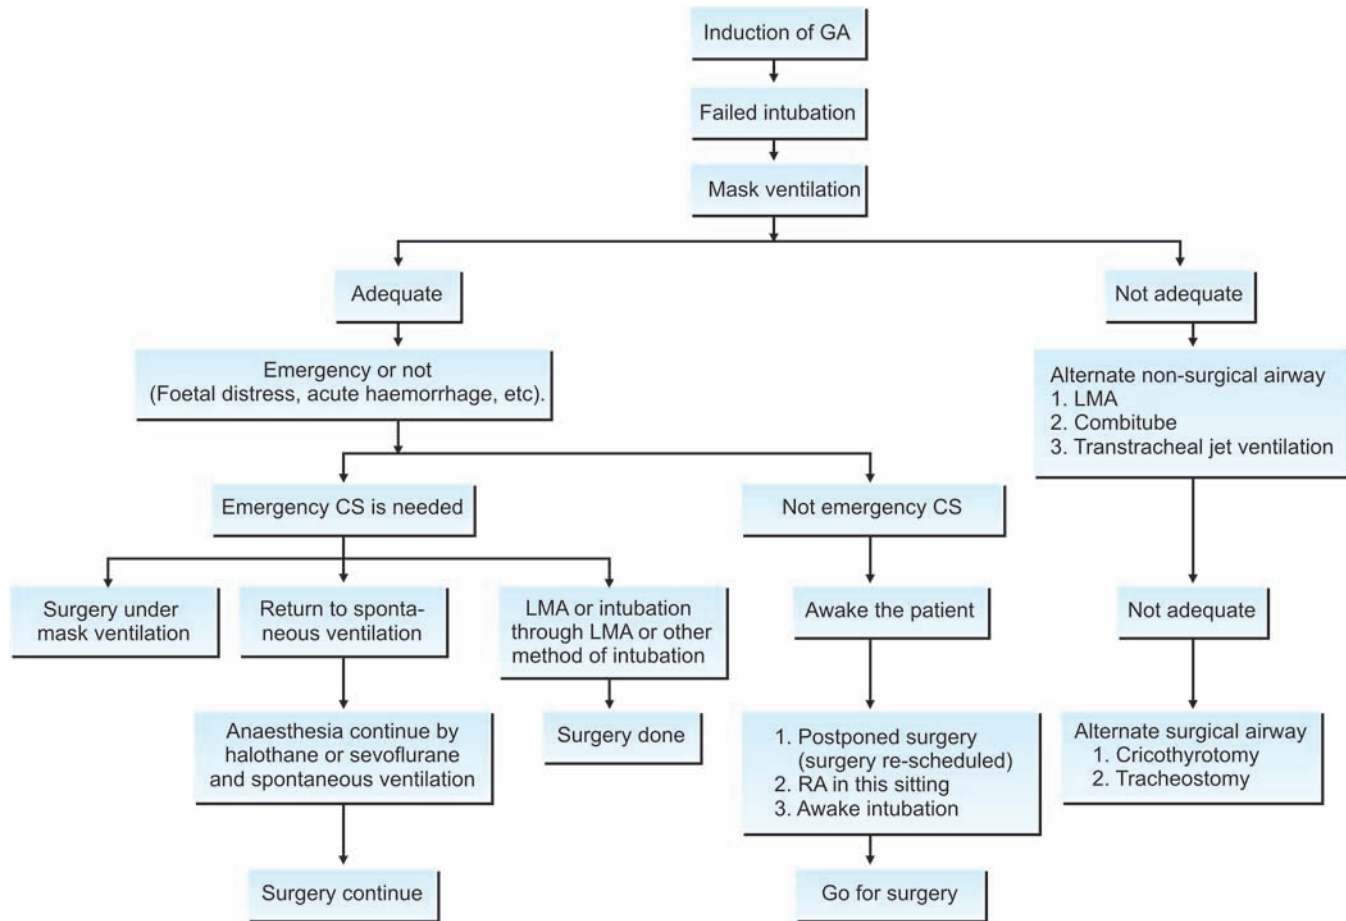 Induction of GA
Failed intubation
Mask ventilation
Adequate
Not adequate
Emergency or not
(Foetal distress, acute haemorrhage, etc).
Alternate non-surgical airway
1. LMA
2. Combitube
3. Transtracheal jet ventilation
Emergency CS is needed
Not emergency CS
Surgery under
mask ventilation
Return to sponta-
neous ventilation
LMA or intubation
through LMA or other
method of intubation
Awake the patient
Not adequate
Anaesthesia continue by
halothane or sevoflurane
and spontaneous ventilation
Surgery done
1. Postponed surgery
(surgery re-scheduled)
2. RA in this sitting
3. Awake intubation
Alternate surgical airway
1. Cricothyrotomy
2. Tracheostomy
Surgery continue
Go for surgery